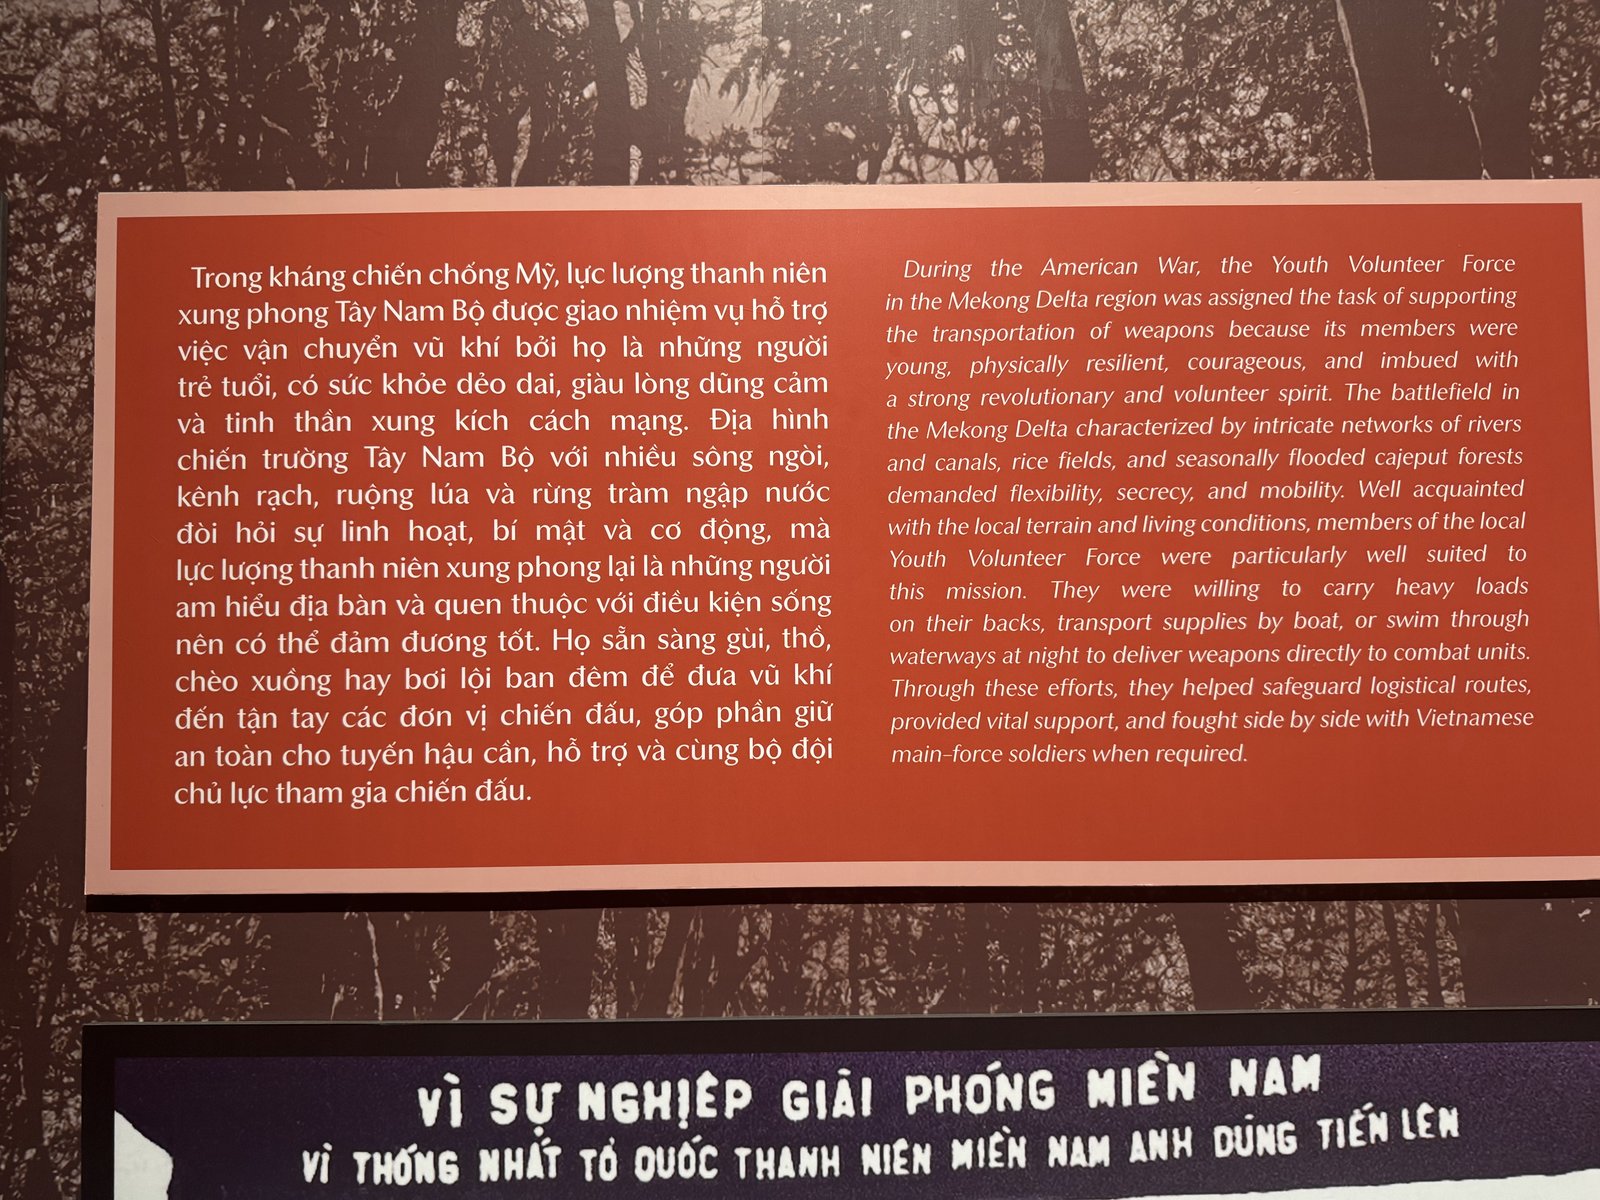 Trong kháng chiến chống Mỹ, lực lượng thanh niên
xung phong Tây Nam Bộ được giao nhiệm vụ hỗ trợ
việc vận chuyển vũ khí bởi họ là những người
trẻ tuổi, có sức khỏe dẻo dai, giàu lòng dũng cảm
và tinh thần xung kích cách mạng. Địa hình
chiến trường Tây Nam Bộ với nhiều sông ngòi,
kênh rạch, ruộng lúa và rừng tràm ngập nước
đòi hỏi sự linh hoạt, bí mật và cơ động, mà
lực lượng thanh niên xung phong lại là những người
am hiểu địa bàn và quen thuộc với điều kiện sống
nên có thể đảm đương tốt. Họ sẵn sàng gùi, thồ,
chèo xuồng hay bơi lội ban đêm để đưa vũ khí
đến tận tay các đơn vị chiến đấu, góp phần giữ
an toàn cho tuyến hậu cần, hỗ trợ và cùng bộ đội
chủ lực tham gia chiến đấu.
During the American War, the Youth Volunteer Force
in the Mekong Delta region was assigned the task of supporting
the transportation of weapons because its members were
young, physically resilient, courageous, and imbued with
a strong revolutionary and volunteer spirit. The battlefield in
the Mekong Delta characterized by intricate networks of rivers
and canals, rice fields, and seasonally flooded cajeput forests
demanded flexibility, secrecy, and mobility. Well acquainted
with the local terrain and living conditions, members of the local
Youth Volunteer Force were particularly well suited to
this mission. They were willing to carry heavy loads
on their backs, transport supplies by boat, or swim through
waterways at night to deliver weapons directly to combat units.
Through these efforts, they helped safeguard logistical routes,
provided vital support, and fought side by side with Vietnamese
main-force soldiers when required.
VÌ SỰ NGHIỆP GIẢI PHÓNG MIỀN NAM
VÌ THỐNG NHẤT TỔ QUỐC THANH NIÊN MIỀN NAM ANH DŨNG TIẾN LÊN